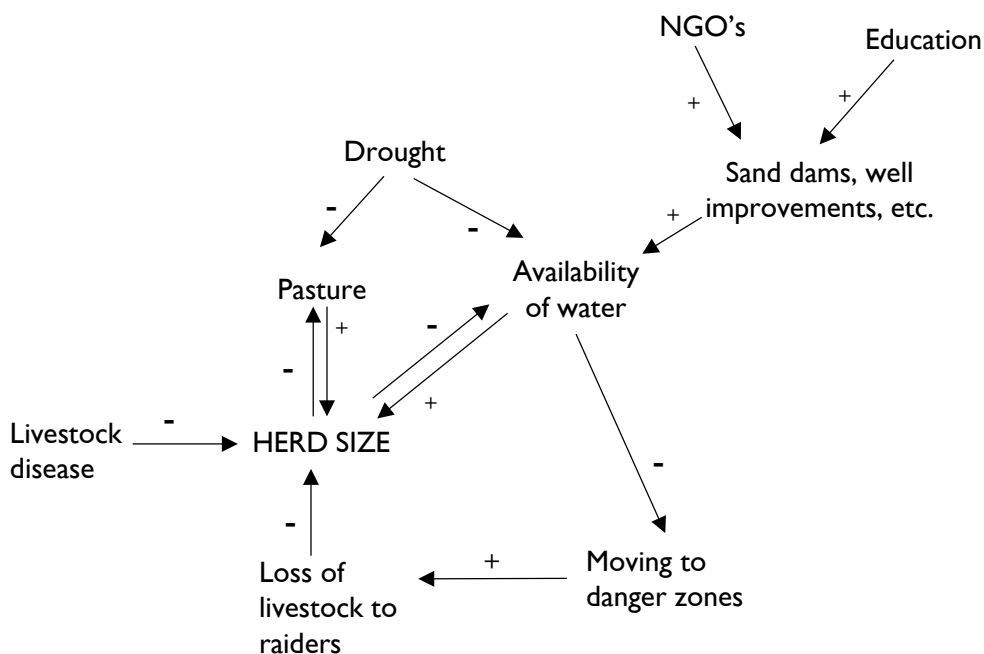 NGO's
Education
+
+
Drought
Sand dams, well
improvements, etc.
-
+
-
Availability
of water
Pasture
+
-
-
+
Livestock
disease
-
HERD SIZE
-
-
+
Loss of
livestock to
raiders
Moving to
danger zones